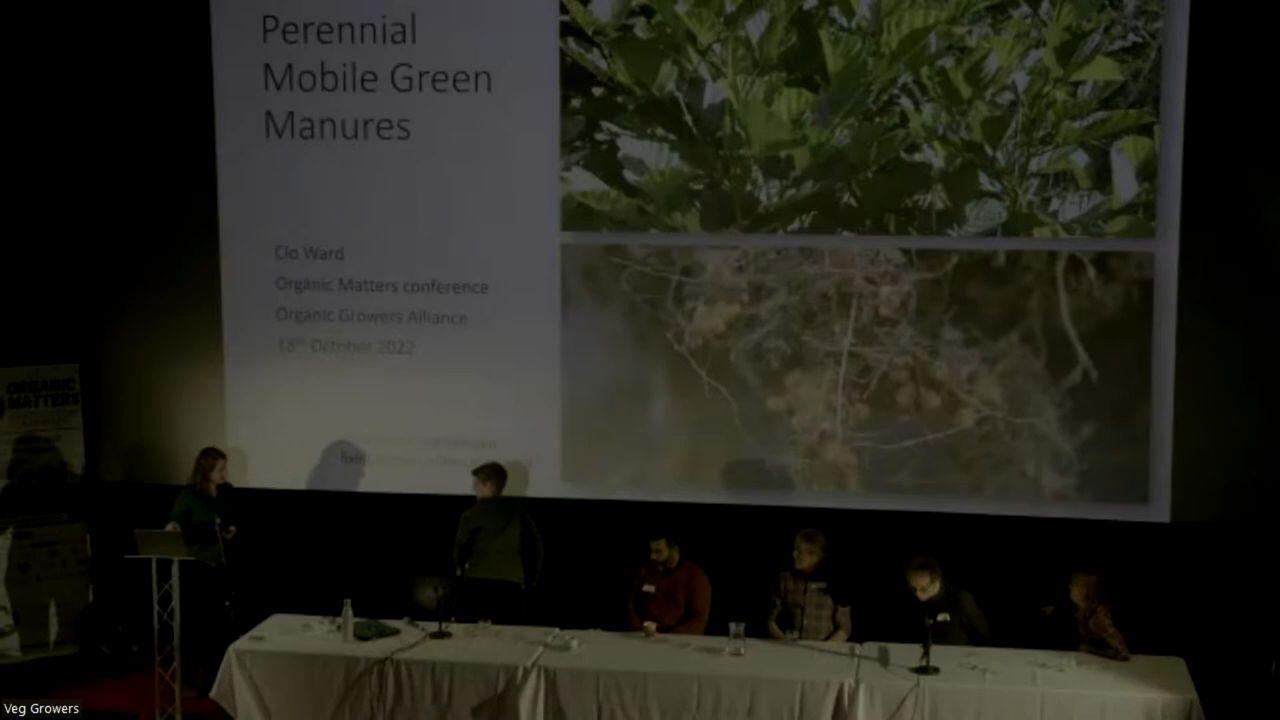 Perennial
Mobile Green
Manures
Clo Ward
Organic Matters conference
Organic Growers Alliance
18th October 2022
ORGANIC
MATTERS
Veg Growers